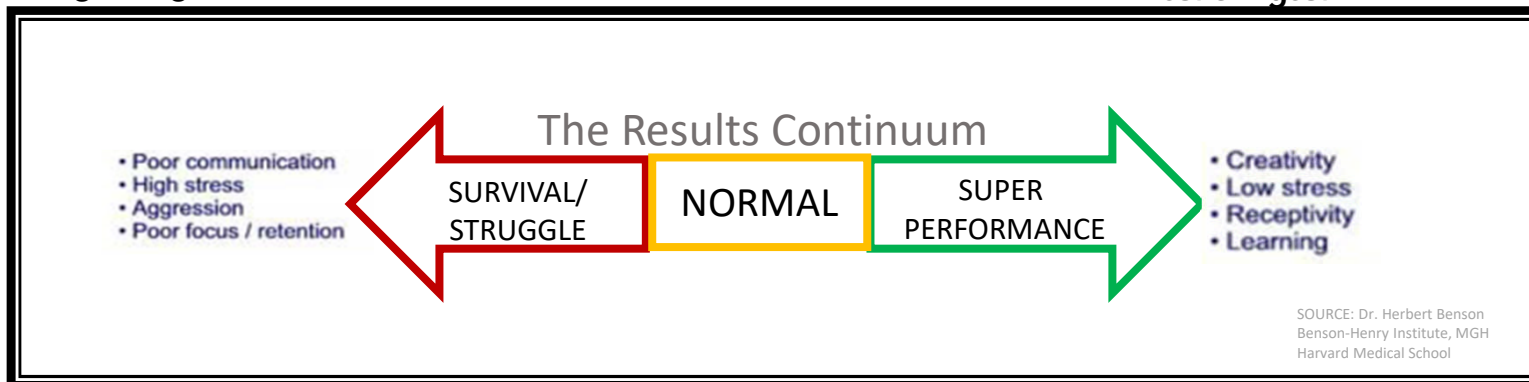 The Results Continuum
• Poor communication
• High stress
• Aggression
• Poor focus / retention
SURVIVAL/
STRUGGLE
NORMAL
SUPER
PERFORMANCE
• Creativity
• Low stress
• Receptivity
• Learning
SOURCE: Dr. Herbert Benson
Benson-Henry Institute, MGH
Harvard Medical School